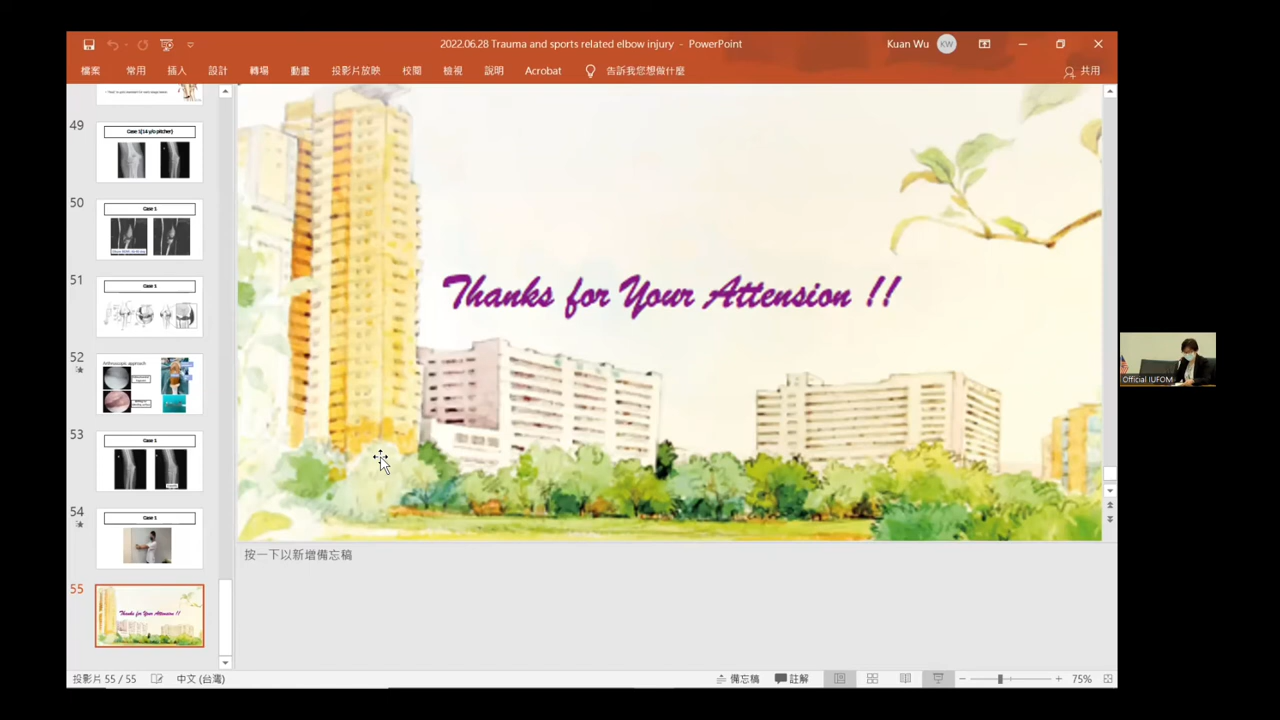 2022.06.28 Trauma and sports related elbow injury - PowerPoint
Kuan Wu
KW
檔案 常用 插入 設計 轉場 動畫 投影片放映 校閱 檢視 說明 Acrobat 告訴我您想做什麼 共用
49
Case 1(14 y/o pitcher)
50
Case 1
51
Case 1
52
Arthroscopic approach
53
Case 1
54
Case 1
55
Thanks for Your Attension !!
Thanks for Your Attension !!
按一下以新增備忘稿
Official IUFOM
投影片 55 / 55 中文 (台灣) 備忘稿 註解 75%